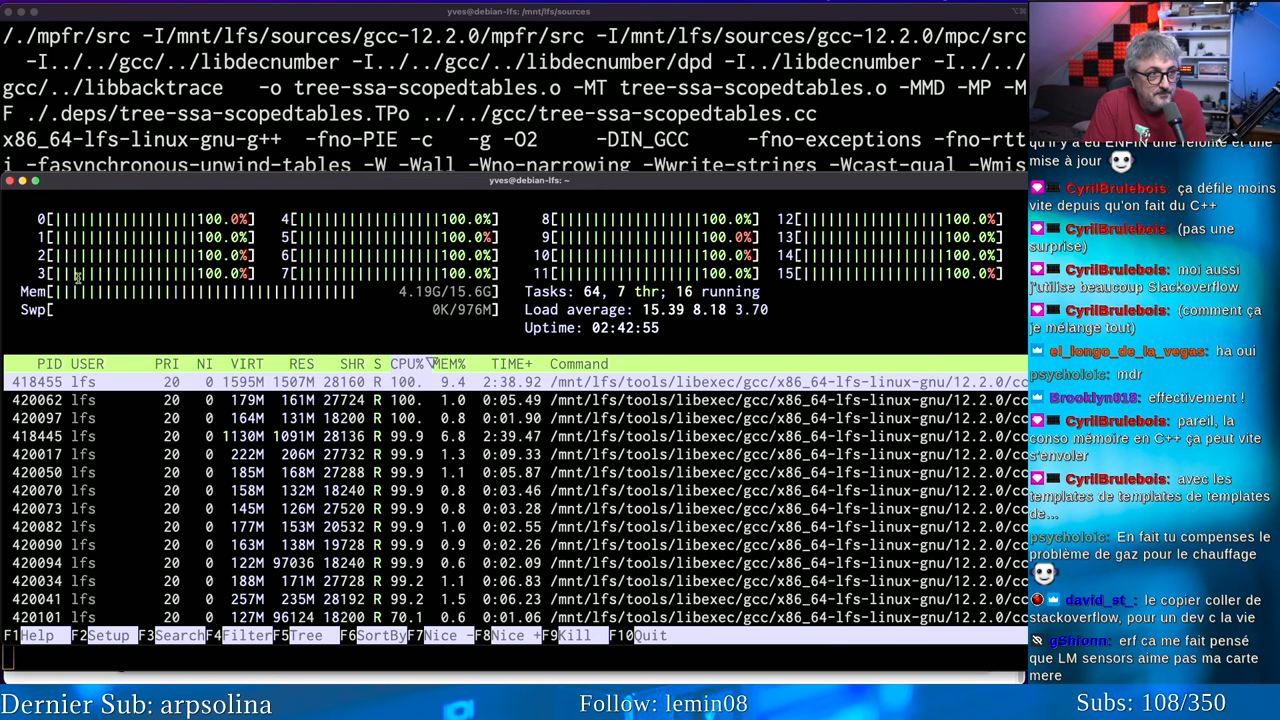 yves@debian-lfs: /mnt/lfs/sources
/./mpfr/src -I/mnt/lfs/sources/gcc-12.2.0/mpfr/src -I/mnt/lfs/sources/gcc-12.2.0/mpc/src
-I../../gcc/../libdecnumber -I../../gcc/../libdecnumber/dpd -I../libdecnumber -I../../
gcc/../libbacktrace -o tree-ssa-scopedtables.o -MT tree-ssa-scopedtables.o -MMD -MP -M
F ./.deps/tree-ssa-scopedtables.TPo ../../gcc/tree-ssa-scopedtables.cc
x86_64-lfs-linux-gnu-g++ -fno-PIE -c -g -O2 -DIN_GCC -fno-exceptions -fno-rtt
i -fasynchronous-unwind-tables -W -Wall -Wno-narrowing -Wwrite-strings -Wcast-qual -Wmis
yves@debian-lfs: ~
0[100.0%] 4[100.0%] 8[100.0%] 12[100.0%]
1[100.0%] 5[100.0%] 9[100.0%] 13[100.0%]
2[100.0%] 6[100.0%] 10[100.0%] 14[100.0%]
3[100.0%] 7[100.0%] 11[100.0%] 15[100.0%]
Mem[4.19G/15.6G] Tasks: 64, 7 thr; 16 running
Swp[0K/976M] Load average: 15.39 8.18 3.70
Uptime: 02:42:55
PID USER PRI NI VIRT RES SHR S CPU%▽MEM% TIME+ Command
418455 lfs 20 0 1595M 1507M 28160 R 100. 9.4 2:38.92 /mnt/lfs/tools/libexec/gcc/x86_64-lfs-linux-gnu/12.2.0/cc
420062 lfs 20 0 179M 161M 27724 R 100. 1.0 0:05.49 /mnt/lfs/tools/libexec/gcc/x86_64-lfs-linux-gnu/12.2.0/cc
420097 lfs 20 0 164M 131M 18200 R 99.9 0.8 0:01.90 /mnt/lfs/tools/libexec/gcc/x86_64-lfs-linux-gnu/12.2.0/cc
418445 lfs 20 0 1130M 1091M 28136 R 99.9 6.8 2:39.47 /mnt/lfs/tools/libexec/gcc/x86_64-lfs-linux-gnu/12.2.0/cc
420017 lfs 20 0 222M 206M 27732 R 99.9 1.3 0:09.33 /mnt/lfs/tools/libexec/gcc/x86_64-lfs-linux-gnu/12.2.0/cc
420050 lfs 20 0 185M 168M 27288 R 99.9 1.1 0:05.87 /mnt/lfs/tools/libexec/gcc/x86_64-lfs-linux-gnu/12.2.0/cc
420070 lfs 20 0 158M 132M 18240 R 99.9 0.8 0:03.46 /mnt/lfs/tools/libexec/gcc/x86_64-lfs-linux-gnu/12.2.0/cc
420073 lfs 20 0 145M 126M 27520 R 99.9 0.8 0:03.28 /mnt/lfs/tools/libexec/gcc/x86_64-lfs-linux-gnu/12.2.0/cc
420082 lfs 20 0 177M 153M 20532 R 99.9 1.0 0:02.55 /mnt/lfs/tools/libexec/gcc/x86_64-lfs-linux-gnu/12.2.0/cc
420090 lfs 20 0 163M 138M 19728 R 99.9 0.9 0:02.26 /mnt/lfs/tools/libexec/gcc/x86_64-lfs-linux-gnu/12.2.0/cc
420094 lfs 20 0 122M 97036 18240 R 99.9 0.6 0:02.09 /mnt/lfs/tools/libexec/gcc/x86_64-lfs-linux-gnu/12.2.0/cc
420034 lfs 20 0 188M 171M 27728 R 99.2 1.1 0:06.83 /mnt/lfs/tools/libexec/gcc/x86_64-lfs-linux-gnu/12.2.0/cc
420041 lfs 20 0 257M 235M 28192 R 99.2 1.5 0:06.23 /mnt/lfs/tools/libexec/gcc/x86_64-lfs-linux-gnu/12.2.0/cc
420101 lfs 20 0 127M 96124 18200 R 70.1 0.6 0:01.06 /mnt/lfs/tools/libexec/gcc/x86_64-lfs-linux-gnu/12.2.0/cc
F1Help F2Setup F3Search F4Filter F5Tree F6SortBy F7Nice - F8Nice + F9Kill F10Quit
qu'il y a eu ENFIN une refonte et une
mise à jour
CyrilBrulebois: ça défile moins
vite depuis qu'on fait du C++
CyrilBrulebois: (pas une
surprise)
CyrilBrulebois: moi aussi
j'utilise beaucoup Slackoverflow
CyrilBrulebois: (comment ça
je mélange tout)
el_longo_de_la_vegas: ha oui
psycholoic: mdr
Brooklyn818: effectivement !
CyrilBrulebois: pareil, la
conso mémoire en C++ ça peut vite
s'envoler
CyrilBrulebois: avec les
templates de templates de templates
de…
psycholoic: En fait tu compenses le
problème de gaz pour le chauffage
david_st_: le copier coller de
stackoverflow, pour un dev c la vie
gShionn: erf ca me fait pensé
que LM sensors aime pas ma carte
mere
Dernier Sub: arpsolina
Follow: lemin08
Subs: 108/350